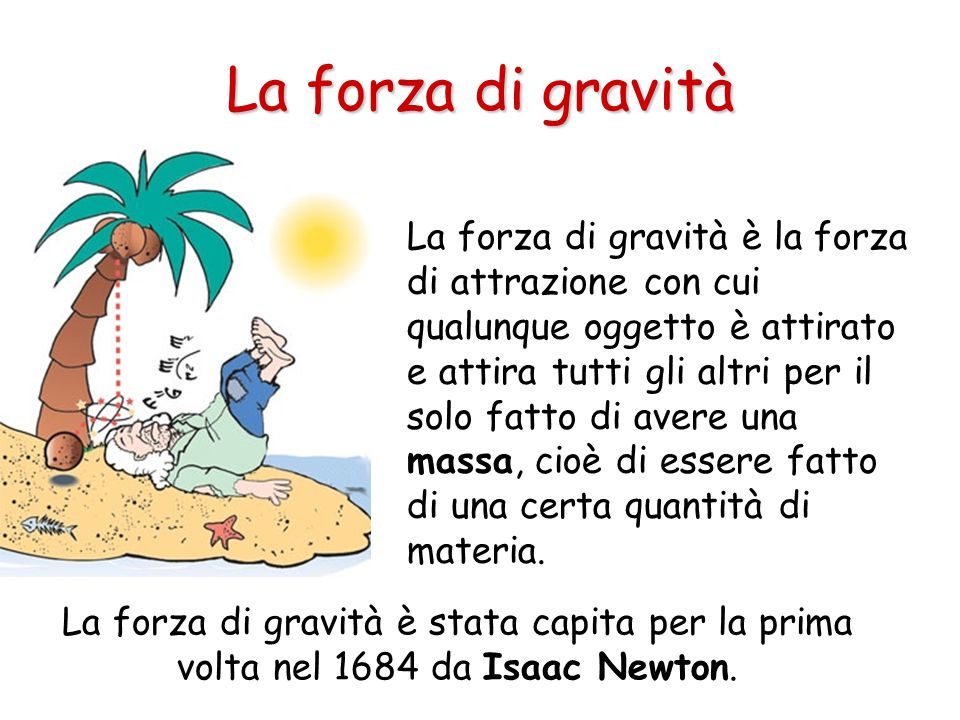 La forza di gravità
La forza di gravità è la forza
di attrazione con cui
qualunque oggetto è attirato
e attira tutti gli altri per il
solo fatto di avere una
massa, cioè di essere fatto
di una certa quantità di
materia.
La forza di gravità è stata capita per la prima
volta nel 1684 da Isaac Newton.